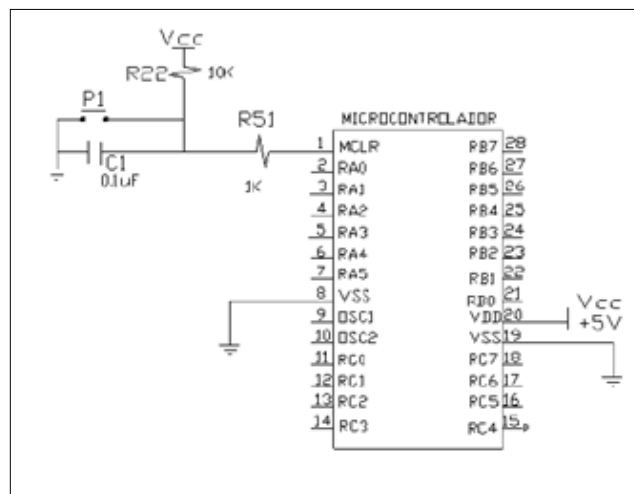 Vcc
R22 10K
P1
R51
MICROCONTROLADOR
C1
0.1uF
1K
1 MCLR RB7 28
2 RA0 RB6 27
3 RA1 RB5 26
4 RA2 RB4 25
5 RA3 RB3 24
6 RA4 RB2 23
7 RA5 RB1 22
8 VSS RB0 21
9 OSC1 VDD 20
10 OSC2 VSS 19
11 RC0 RC7 18
12 RC1 RC6 17
13 RC2 RC5 16
14 RC3 RC4 15
Vcc
+5V